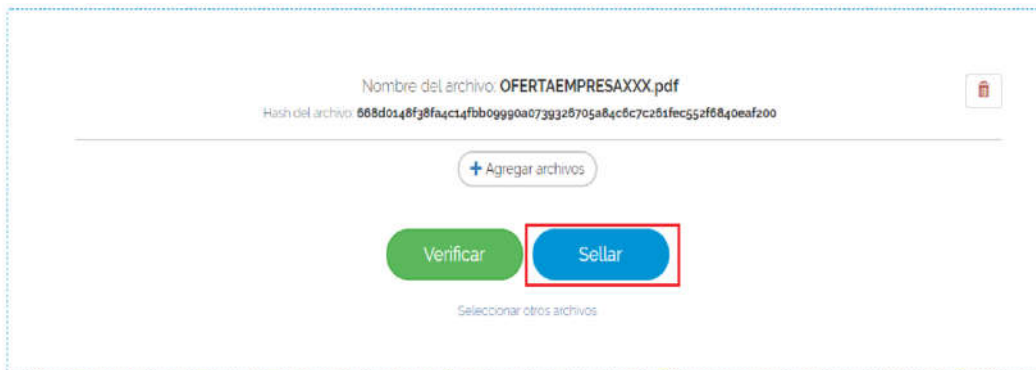 Nombre del archivo: OFERTAEMPRESAXXX.pdf
Hash del archivo: 668d0148f38fa4c14fbb09990a0739326705a84c6c7c261fec552f6840eaf200
+ Agregar archivos
Verificar
Sellar
Seleccionar otros archivos